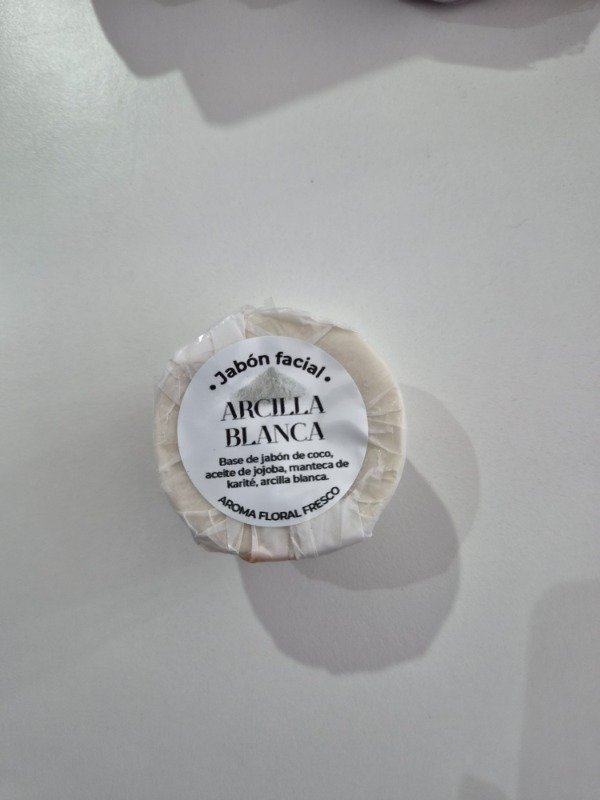 • Jabón facial •
ARCILLA
BLANCA
Base de jabón de coco,
aceite de jojoba, manteca de
karité, arcilla blanca.
AROMA FLORAL FRESCO